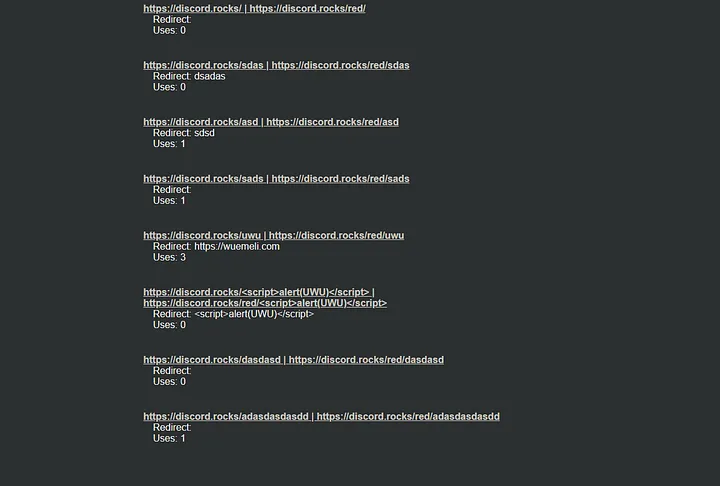 https://discord.rocks/ | https://discord.rocks/red/
Redirect:
Uses: 0
https://discord.rocks/sdas | https://discord.rocks/red/sdas
Redirect: dsadas
Uses: 0
https://discord.rocks/asd | https://discord.rocks/red/asd
Redirect: sdsd
Uses: 1
https://discord.rocks/sads | https://discord.rocks/red/sads
Redirect:
Uses: 1
https://discord.rocks/uwu | https://discord.rocks/red/uwu
Redirect: https://wuemeli.com
Uses: 3
https://discord.rocks/<script>alert(UWU)</script> |
https://discord.rocks/red/<script>alert(UWU)</script>
Redirect: <script>alert(UWU)</script>
Uses: 0
https://discord.rocks/dasdasd | https://discord.rocks/red/dasdasd
Redirect:
Uses: 0
https://discord.rocks/adasdasdasdd | https://discord.rocks/red/adasdasdasdd
Redirect:
Uses: 1